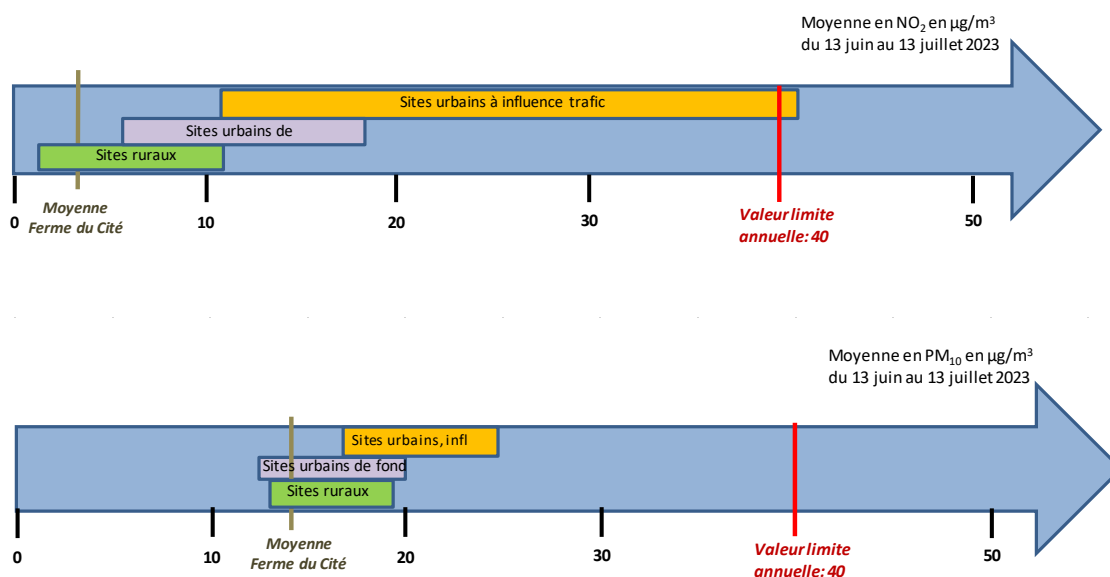 Moyenne en NO₂ en µg/m³
du 13 juin au 13 juillet 2023
Sites urbains à influence trafic
Sites urbains de
Sites ruraux
0
10
20
30
50
Moyenne
Ferme du Cité
Valeur limite
annuelle: 40
Moyenne en PM₁₀ en µg/m³
du 13 juin au 13 juillet 2023
Sites urbains, infl
Sites urbains de fond
Sites ruraux
0
10
20
30
50
Moyenne
Ferme du Cité
Valeur limite
annuelle: 40